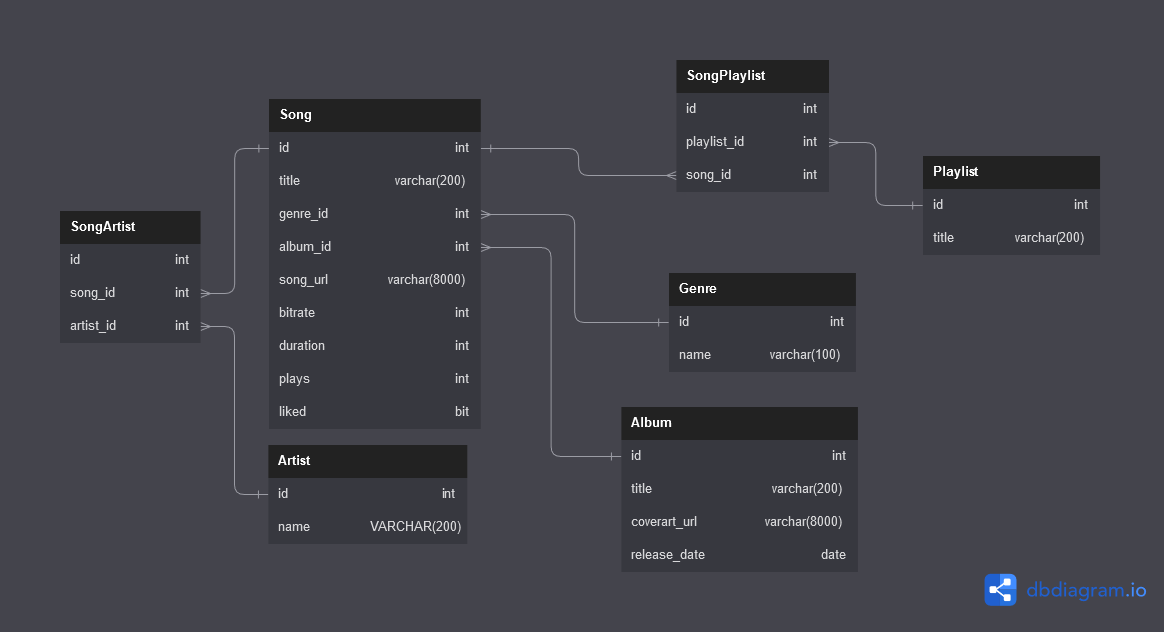 SongArtist
id int
song_id int
artist_id int
Song
id int
title varchar(200)
genre_id int
album_id int
song_url varchar(8000)
bitrate int
duration int
plays int
liked bit
Artist
id int
name VARCHAR(200)
SongPlaylist
id int
playlist_id int
song_id int
Playlist
id int
title varchar(200)
Genre
id int
name varchar(100)
Album
id int
title varchar(200)
coverart_url varchar(8000)
release_date date
dbdiagram.io